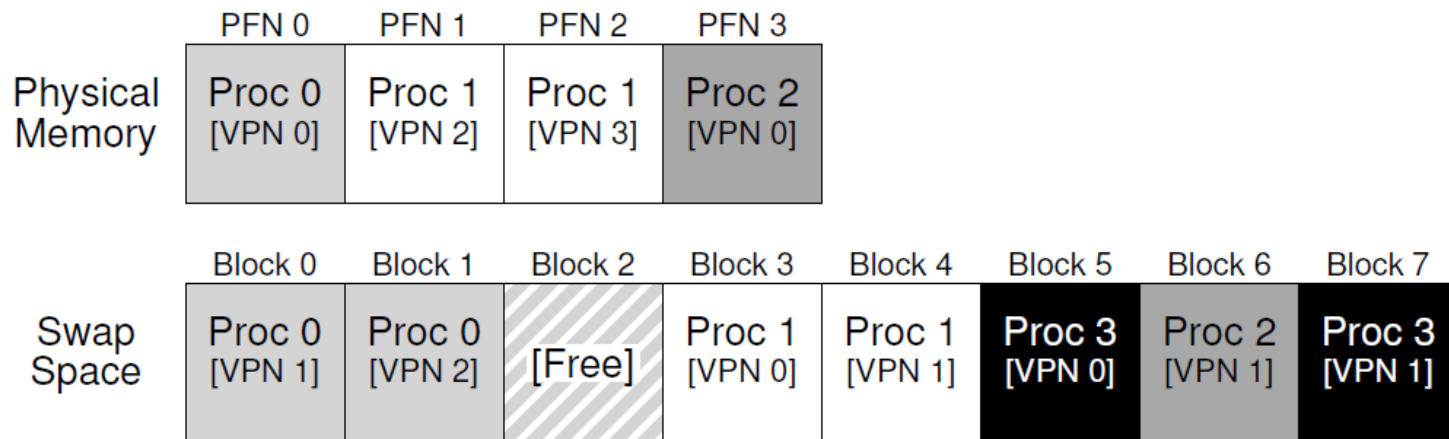 PFN 0 PFN 1 PFN 2 PFN 3
Physical Memory
Proc 0 Proc 1 Proc 1 Proc 2
[VPN 0] [VPN 2] [VPN 3] [VPN 0]
Block 0 Block 1 Block 2 Block 3 Block 4 Block 5 Block 6 Block 7
Swap Space
Proc 0 Proc 0 [Free] Proc 1 Proc 1 Proc 3 Proc 2 Proc 3
[VPN 1] [VPN 2] [VPN 0] [VPN 1] [VPN 0] [VPN 1] [VPN 1]